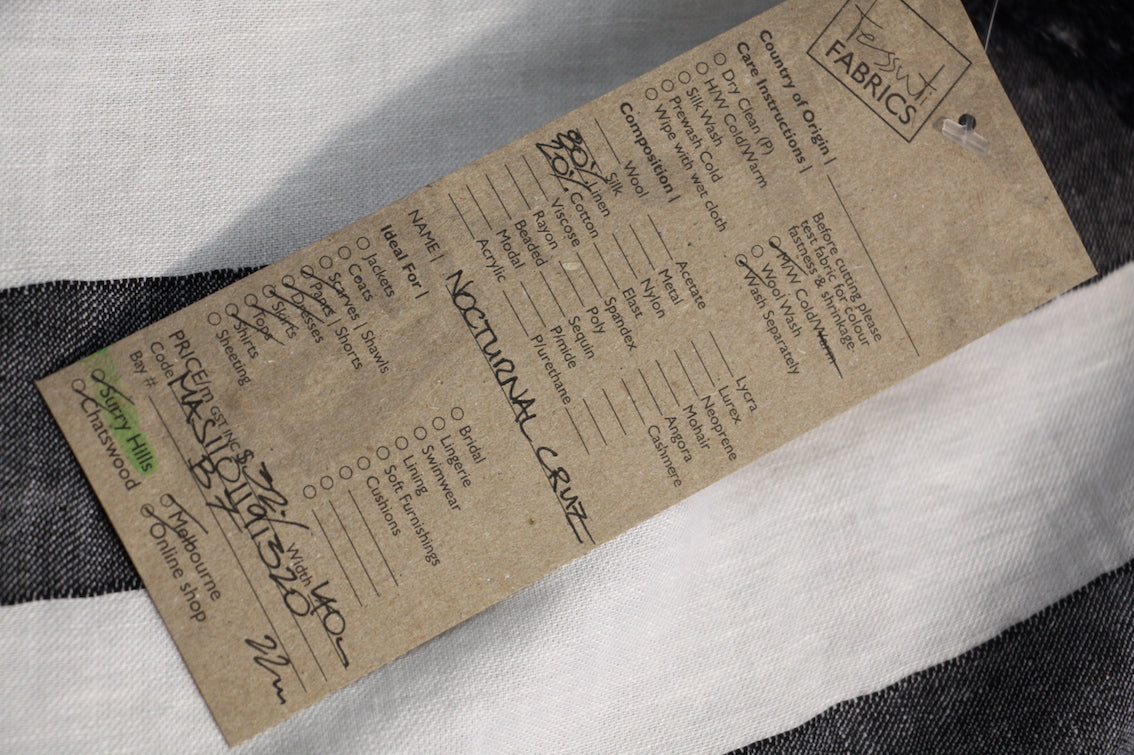 tessuti
FABRICS
Country of Origin |
Care Instructions |
Dry Clean (P)
H/W Cold/Warm
Silk Wash
Prewash Cold
Wipe with wet cloth
Before cutting please
test fabric for colour
fastness & shrinkage
M/W Cold/Warm
Wool Wash
Wash Separately
Composition |
Wool
Silk
80% Linen
20% Cotton
Viscose
Rayon
Beaded
Modal
Acrylic
Acetate
Metal
Nylon
Elast
Spandex
Poly
Sequin
P/mide
P/urethane
Lycra
Lurex
Neoprene
Mohair
Angora
Cashmere
NAME | NOCTURNAL CRUZ
Ideal For |
Jackets
Coats
Scarves | Shawls
Pants | Shorts
Dresses
Skirts
Tops
Shirts
Sheeting
Bridal
Lingerie
Swimwear
Lining
Soft Furnishings
Cushions
PRICE/m GST INC $ Width 140
Code
Bay # B7 22m
Surry Hills
Chatswood
Melbourne
Online shop